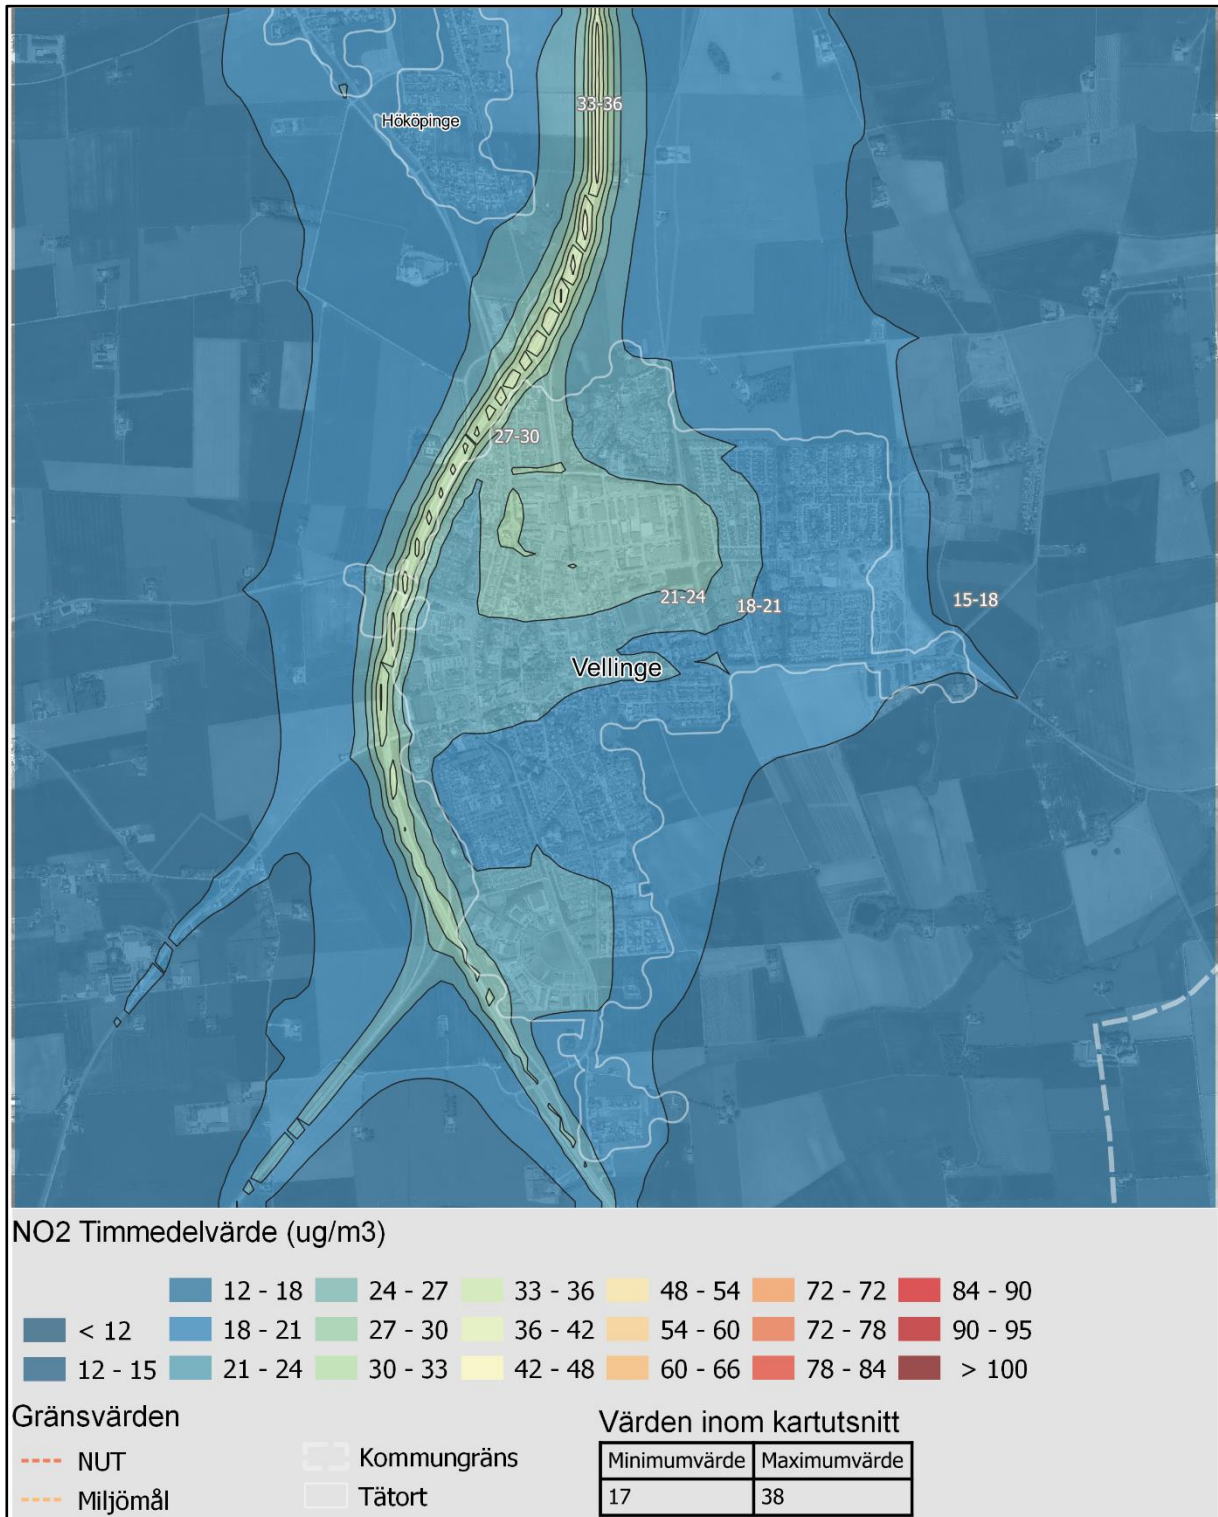 33-36
Hököpinge
27-30
21-24
18-21
15-18
Vellinge
NO2 Timmedelvärde (ug/m3)
12 - 18 24 - 27 33 - 36 48 - 54 72 - 72 84 - 90
< 12 18 - 21 27 - 30 36 - 42 54 - 60 72 - 78 90 - 95
12 - 15 21 - 24 30 - 33 42 - 48 60 - 66 78 - 84 > 100
Gränsvärden
NUT
Miljömål
Kommungräns
Tätort
Värden inom kartutsnitt
Minimumvärde Maximumvärde
17 38